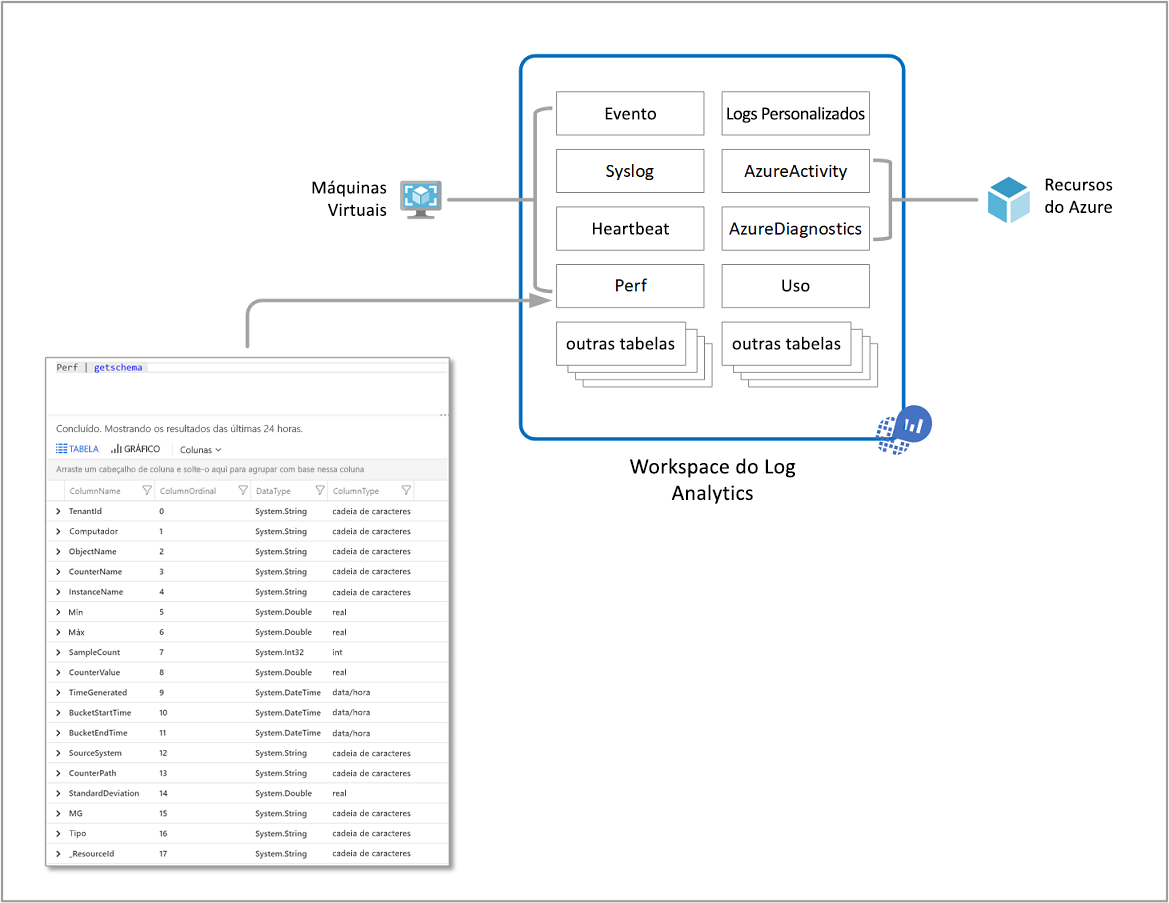 Evento
Logs Personalizados
Syslog
AzureActivity
Heartbeat
AzureDiagnostics
Perf
Uso
outras tabelas
outras tabelas
Máquinas
Virtuais
Recursos
do Azure
Workspace do Log
Analytics
Perf | getschema
...
Concluído. Mostrando os resultados das últimas 24 horas.
TABELA GRÁFICO Colunas
Arraste um cabeçalho de coluna e solte-o aqui para agrupar com base nessa coluna
ColumnName ColumnOrdinal DataType ColumnType
TenantId 0 System.String cadeia de caracteres
Computador 1 System.String cadeia de caracteres
ObjectName 2 System.String cadeia de caracteres
CounterName 3 System.String cadeia de caracteres
InstanceName 4 System.String cadeia de caracteres
Mín 5 System.Double real
Máx 6 System.Double real
SampleCount 7 System.Int32 int
CounterValue 8 System.Double real
TimeGenerated 9 System.DateTime data/hora
BucketStartTime 10 System.DateTime data/hora
BucketEndTime 11 System.DateTime data/hora
SourceSystem 12 System.String cadeia de caracteres
CounterPath 13 System.String cadeia de caracteres
StandardDeviation 14 System.Double real
MG 15 System.String cadeia de caracteres
Tipo 16 System.String cadeia de caracteres
_ResourceId 17 System.String cadeia de caracteres